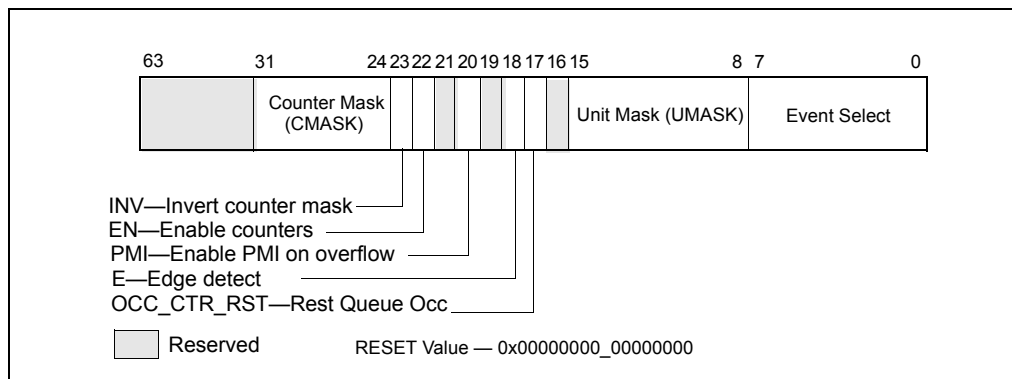 63 31 24 23 22 21 20 19 18 17 16 15 8 7 0
Counter Mask (CMASK) Unit Mask (UMASK) Event Select
INV—Invert counter mask
EN—Enable counters
PMI—Enable PMI on overflow
E—Edge detect
OCC_CTR_RST—Rest Queue Occ
Reserved RESET Value — 0x00000000_00000000